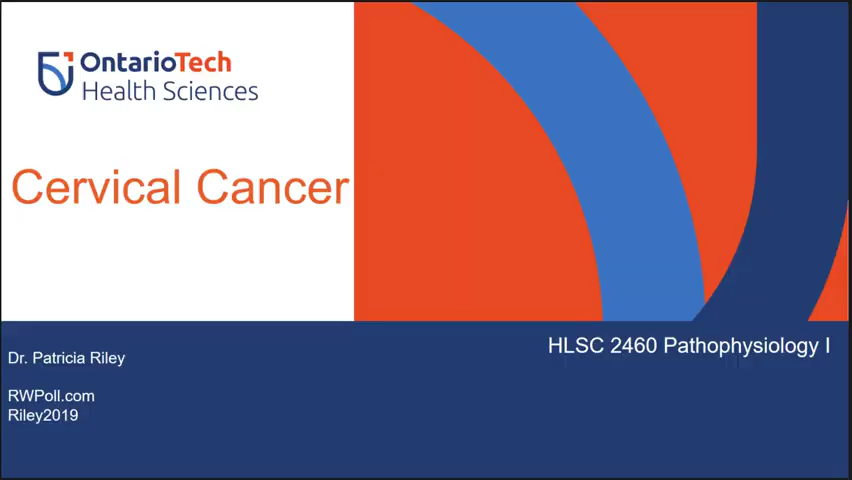 OntarioTech
Health Sciences
Cervical Cancer
Dr. Patricia Riley
RWPoll.com
Riley2019
HLSC 2460 Pathophysiology I